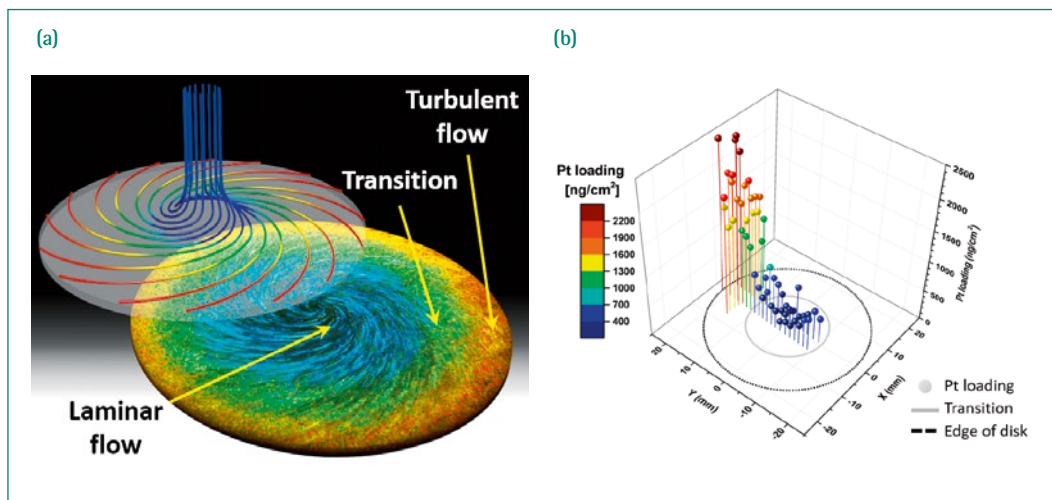 (a)
Turbulent
flow
Transition
Laminar
flow
(b)
Pt loading
[ng/cm²]
2200
1900
1600
1300
1000
700
400
2500
2000
1500
1000
500
0
Pt loading (ng/cm²)
20
10
0
-10
-20
Y (mm)
20
10
0
-10
-20
X (mm)
Pt loading
Transition
Edge of disk